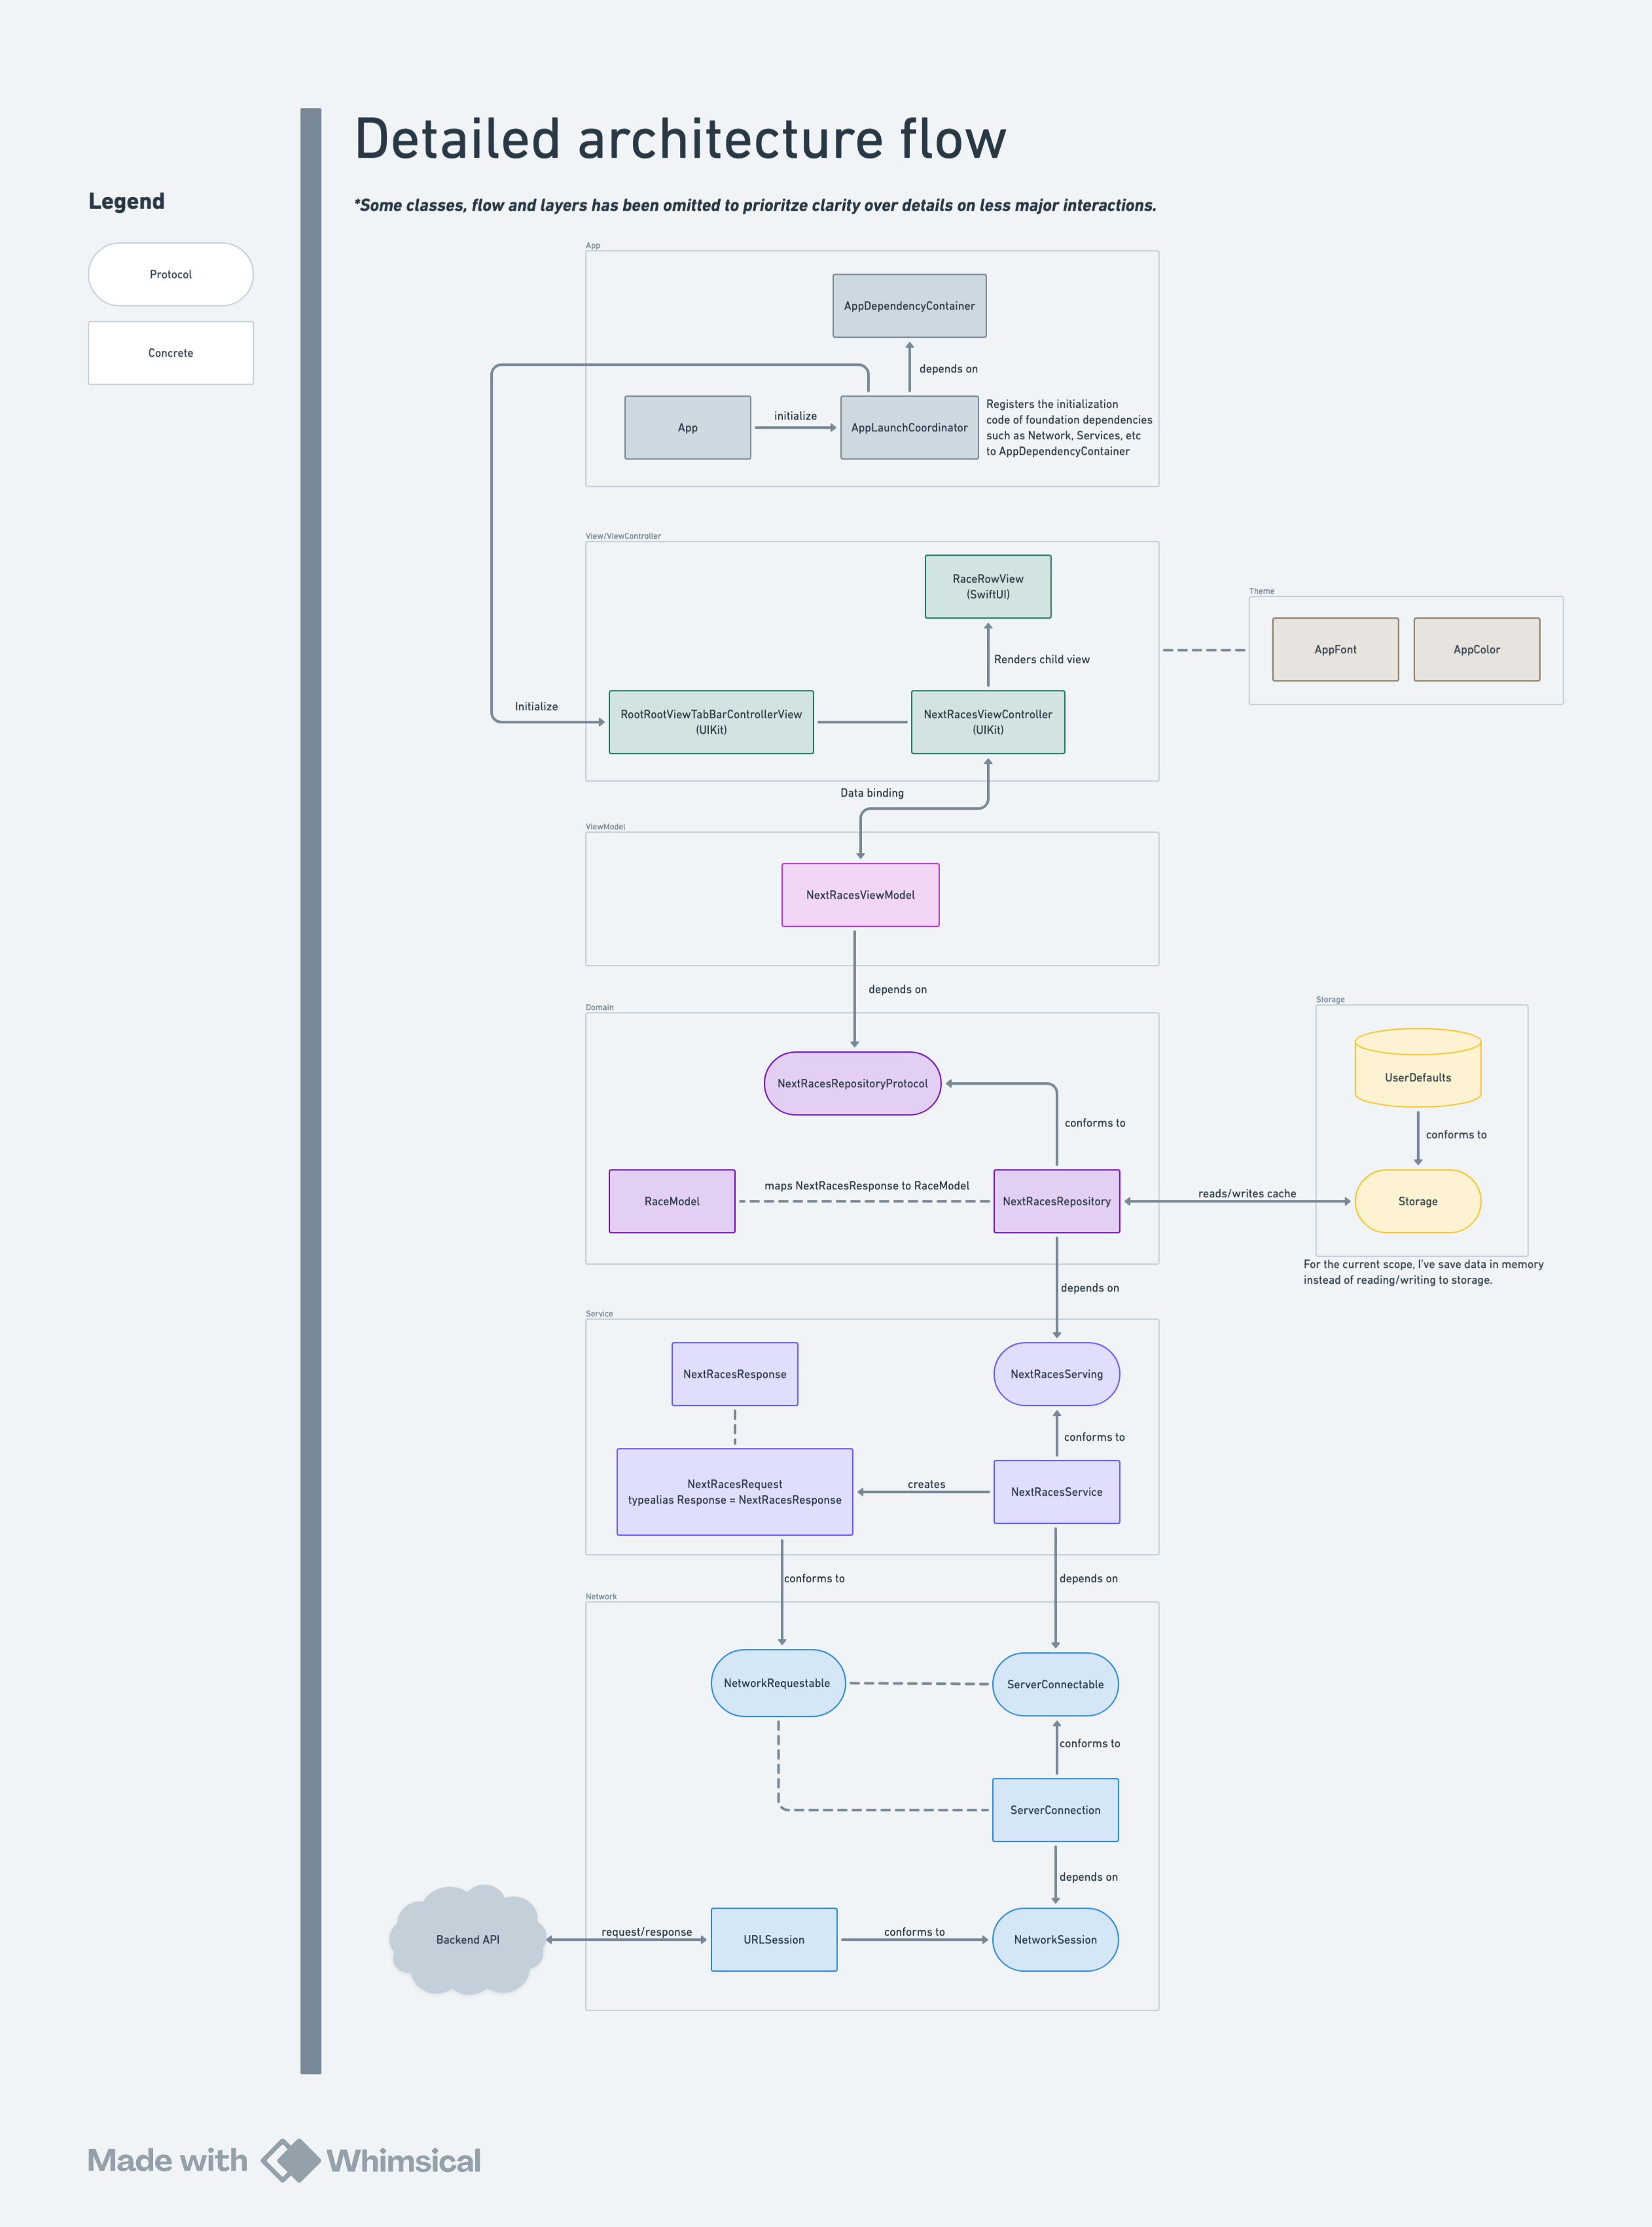 Detailed architecture flow
Legend
*Some classes, flow and layers has been omitted to prioritze clarity over details on less major interactions.
Protocol
Concrete
App
AppDependencyContainer
depends on
App
initialize
AppLaunchCoordinator
Registers the initialization
code of foundation dependencies
such as Network, Services, etc
to AppDependencyContainer
View/ViewController
RaceRowView
(SwiftUI)
Renders child view
Initialize
RootRootViewTabBarControllerView
(UIKit)
NextRacesViewController
(UIKit)
Theme
AppFont
AppColor
Data binding
ViewModel
NextRacesViewModel
depends on
Domain
NextRacesRepositoryProtocol
conforms to
RaceModel
maps NextRacesResponse to RaceModel
NextRacesRepository
reads/writes cache
Storage
UserDefaults
conforms to
Storage
For the current scope, I've save data in memory
instead of reading/writing to storage.
depends on
Service
NextRacesResponse
NextRacesServing
conforms to
NextRacesRequest
typealias Response = NextRacesResponse
creates
NextRacesService
conforms to
depends on
Network
NetworkRequestable
ServerConnectable
conforms to
ServerConnection
depends on
Backend API
request/response
URLSession
conforms to
NetworkSession
Made with Whimsical